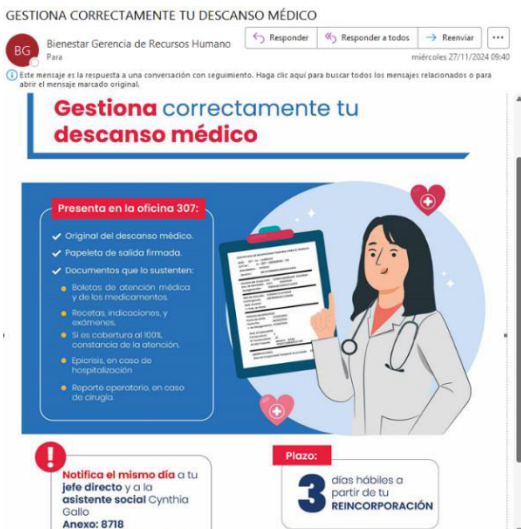 GESTIONA CORRECTAMENTE TU DESCANSO MÉDICO
BG
Bienestar Gerencia de Recursos Humano
Para
Responder
Responder a todos
Reenviar
miércoles 27/11/2024 09:40
Este mensaje es la respuesta a una conversación con seguimiento. Haga clic aquí para buscar todos los mensajes relacionados o para
abrir el mensaje marcado original.
Gestiona correctamente tu
descanso médico
Presenta en la oficina 307:
Original del descanso médico.
Papeleta de salida firmada.
Documentos que lo sustenten:
Boletas de atención médica
y de los medicamentos.
Recetas, indicaciones, y
exámenes.
Si es cobertura al 100%,
constancia de la atención.
Epicrisis, en caso de
hospitalización
Reporte operatorio, en caso
de cirugía.
Notifica el mismo día a tu
jefe directo y a la
asistente social Cynthia
Gallo
Anexo: 8718
Plazo:
3 días hábiles a
partir de tu
REINCORPORACIÓN